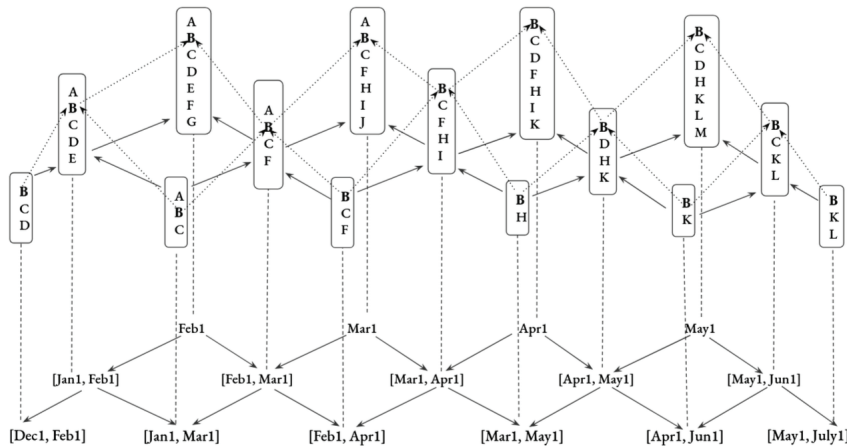 A
B
C
D
E
F
G
A
B
C
F
H
I
J
B
C
D
F
H
I
K
B
C
D
H
K
L
M
A
B
C
D
E
A
B
C
F
B
C
F
H
I
B
D
H
K
B
C
K
L
B
C
D
A
B
C
B
C
F
B
H
B
K
B
K
L
Feb1 Mar1 Apr1 May1
[Jan1, Feb1] [Feb1, Mar1] [Mar1, Apr1] [Apr1, May1] [May1, Jun1]
[Dec1, Feb1] [Jan1, Mar1] [Feb1, Apr1] [Mar1, May1] [Apr1, Jun1] [May1, July1]